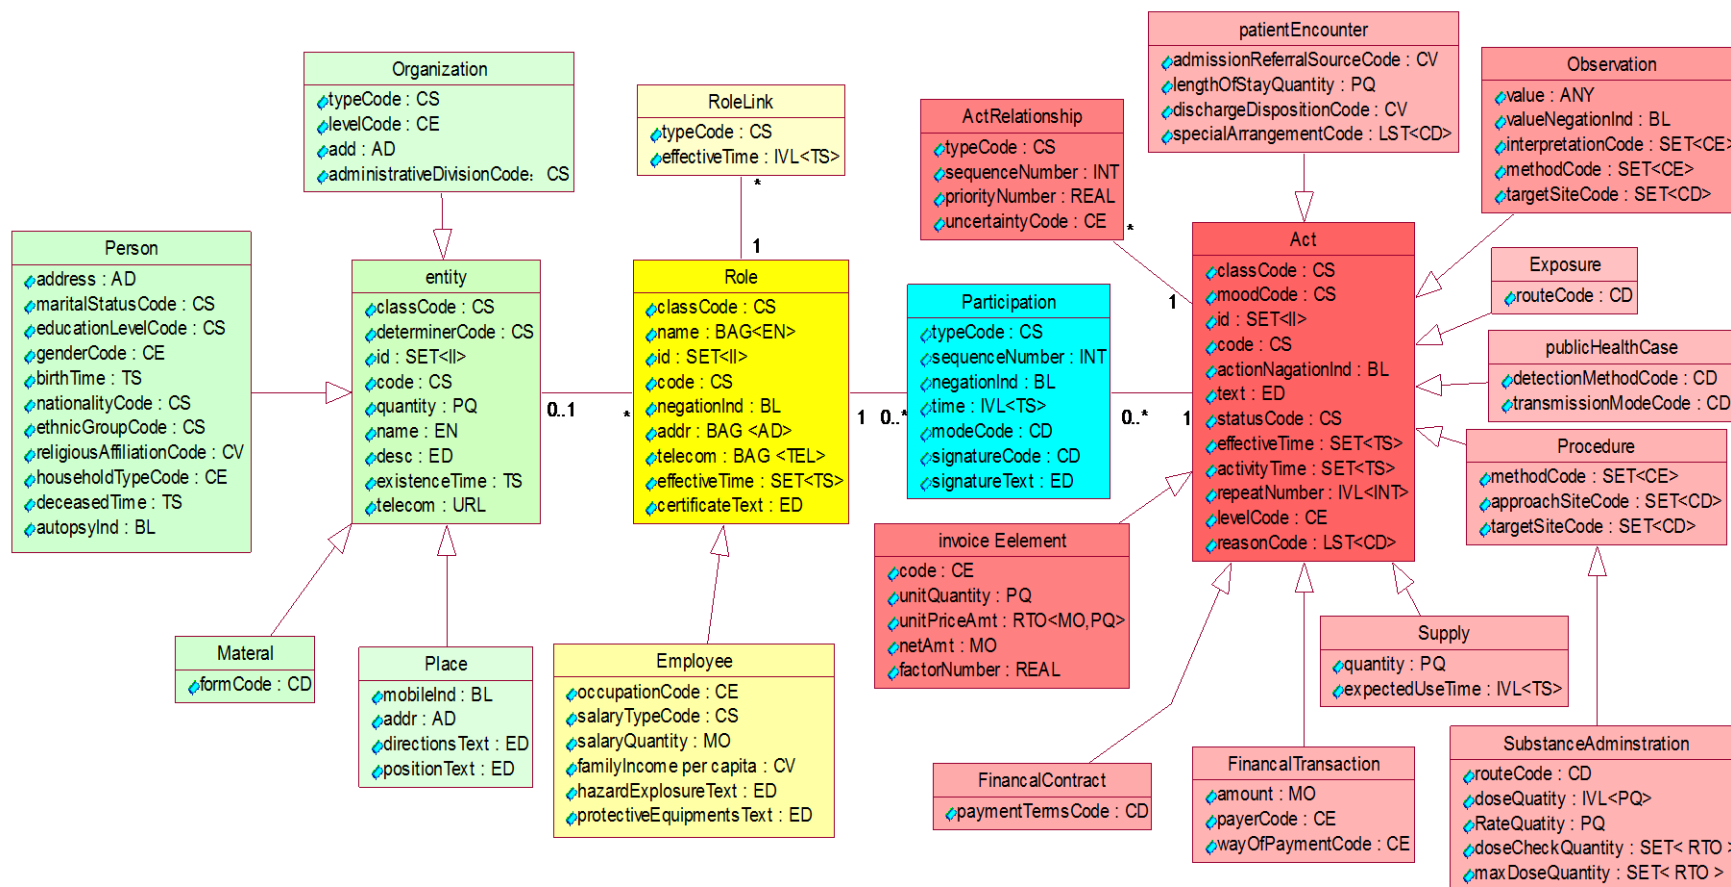 Organization
typeCode : CS
levelCode : CE
add : AD
administrativeDivisionCode： CS
RoleLink
typeCode : CS
effectiveTime : IVL<TS>
*
1
ActRelationship
typeCode : CS
sequenceNumber : INT
priorityNumber : REAL
uncertaintyCode : CE
*
1
patientEncounter
admissionReferralSourceCode : CV
lengthOfStayQuantity : PQ
dischargeDispositionCode : CV
specialArrangementCode : LST<CD>
Observation
value : ANY
valueNegationInd : BL
interpretationCode : SET<CE>
methodCode : SET<CE>
targetSiteCode : SET<CD>
Person
address : AD
maritalStatusCode : CS
educationLevelCode : CS
genderCode : CE
birthTime : TS
nationalityCode : CS
ethnicGroupCode : CS
religiousAffiliationCode : CV
householdTypeCode : CE
deceasedTime : TS
autopsyInd : BL
entity
classCode : CS
determinerCode : CS
id : SET<II>
code : CS
quantity : PQ
name : EN
desc : ED
existenceTime : TS
telecom : URL
0..1
*
Role
classCode : CS
name : BAG<EN>
id : SET<II>
code : CS
negationInd : BL
addr : BAG <AD>
telecom : BAG <TEL>
effectiveTime : SET<TS>
certificateText : ED
1
0..*
Participation
typeCode : CS
sequenceNumber : INT
negationInd : BL
time : IVL<TS>
modeCode : CD
signatureCode : CD
signatureText : ED
0..*
1
Act
classCode : CS
moodCode : CS
id : SET<II>
code : CS
actionNagationInd : BL
text : ED
statusCode : CS
effectiveTime : SET<TS>
activityTime : SET<TS>
repeatNumber : IVL<INT>
levelCode : CE
reasonCode : LST<CD>
Exposure
routeCode : CD
publicHealthCase
detectionMethodCode : CD
transmissionModeCode : CD
Procedure
methodCode : SET<CE>
approachSiteCode : SET<CD>
targetSiteCode : SET<CD>
invoice Eelement
code : CE
unitQuantity : PQ
unitPriceAmt : RTO<MO,PQ>
netAmt : MO
factorNumber : REAL
Materal
formCode : CD
Place
mobileInd : BL
addr : AD
directionsText : ED
positionText : ED
Employee
occupationCode : CE
salaryTypeCode : CS
salaryQuantity : MO
familyIncome per capita : CV
hazardExplosureText : ED
protectiveEquipmentsText : ED
Supply
quantity : PQ
expectedUseTime : IVL<TS>
FinancalContract
paymentTermsCode : CD
FinancalTransaction
amount : MO
payerCode : CE
wayOfPaymentCode : CE
SubstanceAdminstration
routeCode : CD
doseQuatity : IVL<PQ>
RateQuatity : PQ
doseCheckQuantity : SET< RTO >
maxDoseQuantity : SET< RTO >